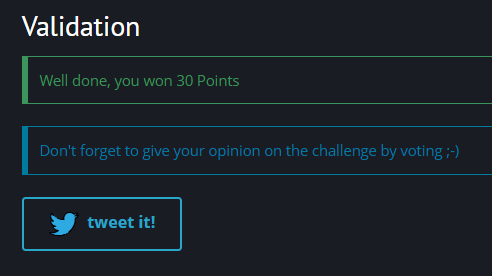 Validation
Well done, you won 30 Points
Don't forget to give your opinion on the challenge by voting ;-)
tweet it!